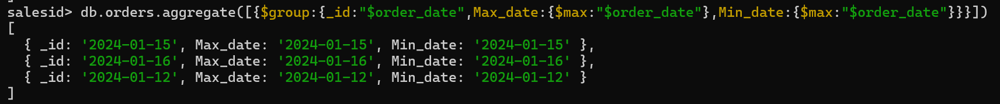 salesid> db.orders.aggregate([{$group:{_id:"$order_date",Max_date:{$max:"$order_date"},Min_date:{$max:"$order_date"}}}])
[
  { _id: '2024-01-15', Max_date: '2024-01-15', Min_date: '2024-01-15' },
  { _id: '2024-01-16', Max_date: '2024-01-16', Min_date: '2024-01-16' },
  { _id: '2024-01-12', Max_date: '2024-01-12', Min_date: '2024-01-12' }
]